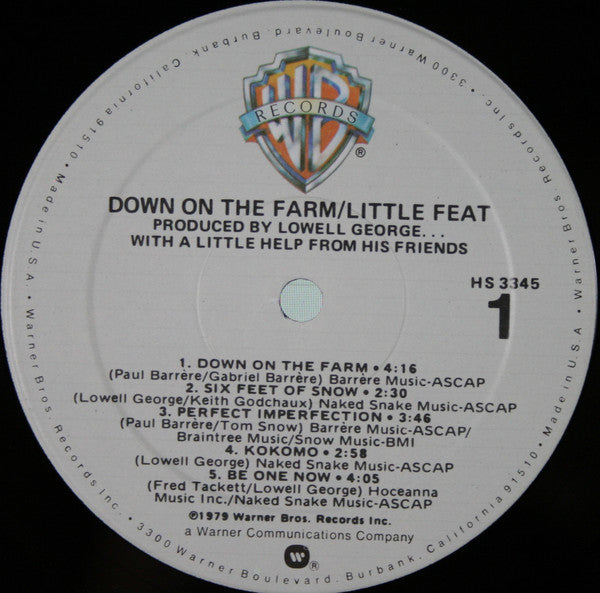 WB
RECORDS
®
DOWN ON THE FARM/LITTLE FEAT
PRODUCED BY LOWELL GEORGE...
WITH A LITTLE HELP FROM HIS FRIENDS
HS 3345
1
1. DOWN ON THE FARM • 4:16
(Paul Barrère/Gabriel Barrère) Barrère Music-ASCAP
2. SIX FEET OF SNOW • 2:30
(Lowell George/Keith Godchaux) Naked Snake Music-ASCAP
3. PERFECT IMPERFECTION • 3:46
(Paul Barrère/Tom Snow) Barrère Music-ASCAP/
Braintree Music/Snow Music-BMI
4. KOKOMO • 2:58
(Lowell George) Naked Snake Music-ASCAP
5. BE ONE NOW • 4:05
(Fred Tackett/Lowell George) Hoceanna
Music Inc./Naked Snake Music-ASCAP
℗1979 Warner Bros. Records Inc.
a Warner Communications Company
W ®
Warner Bros. Records Inc. • 3300 Warner Boulevard, Burbank, California 91510 • Made in U.S.A. • Warner Bros. Records Inc. • 3300 Warner Boulevard, Burbank, California 91510 • Made in U.S.A. •